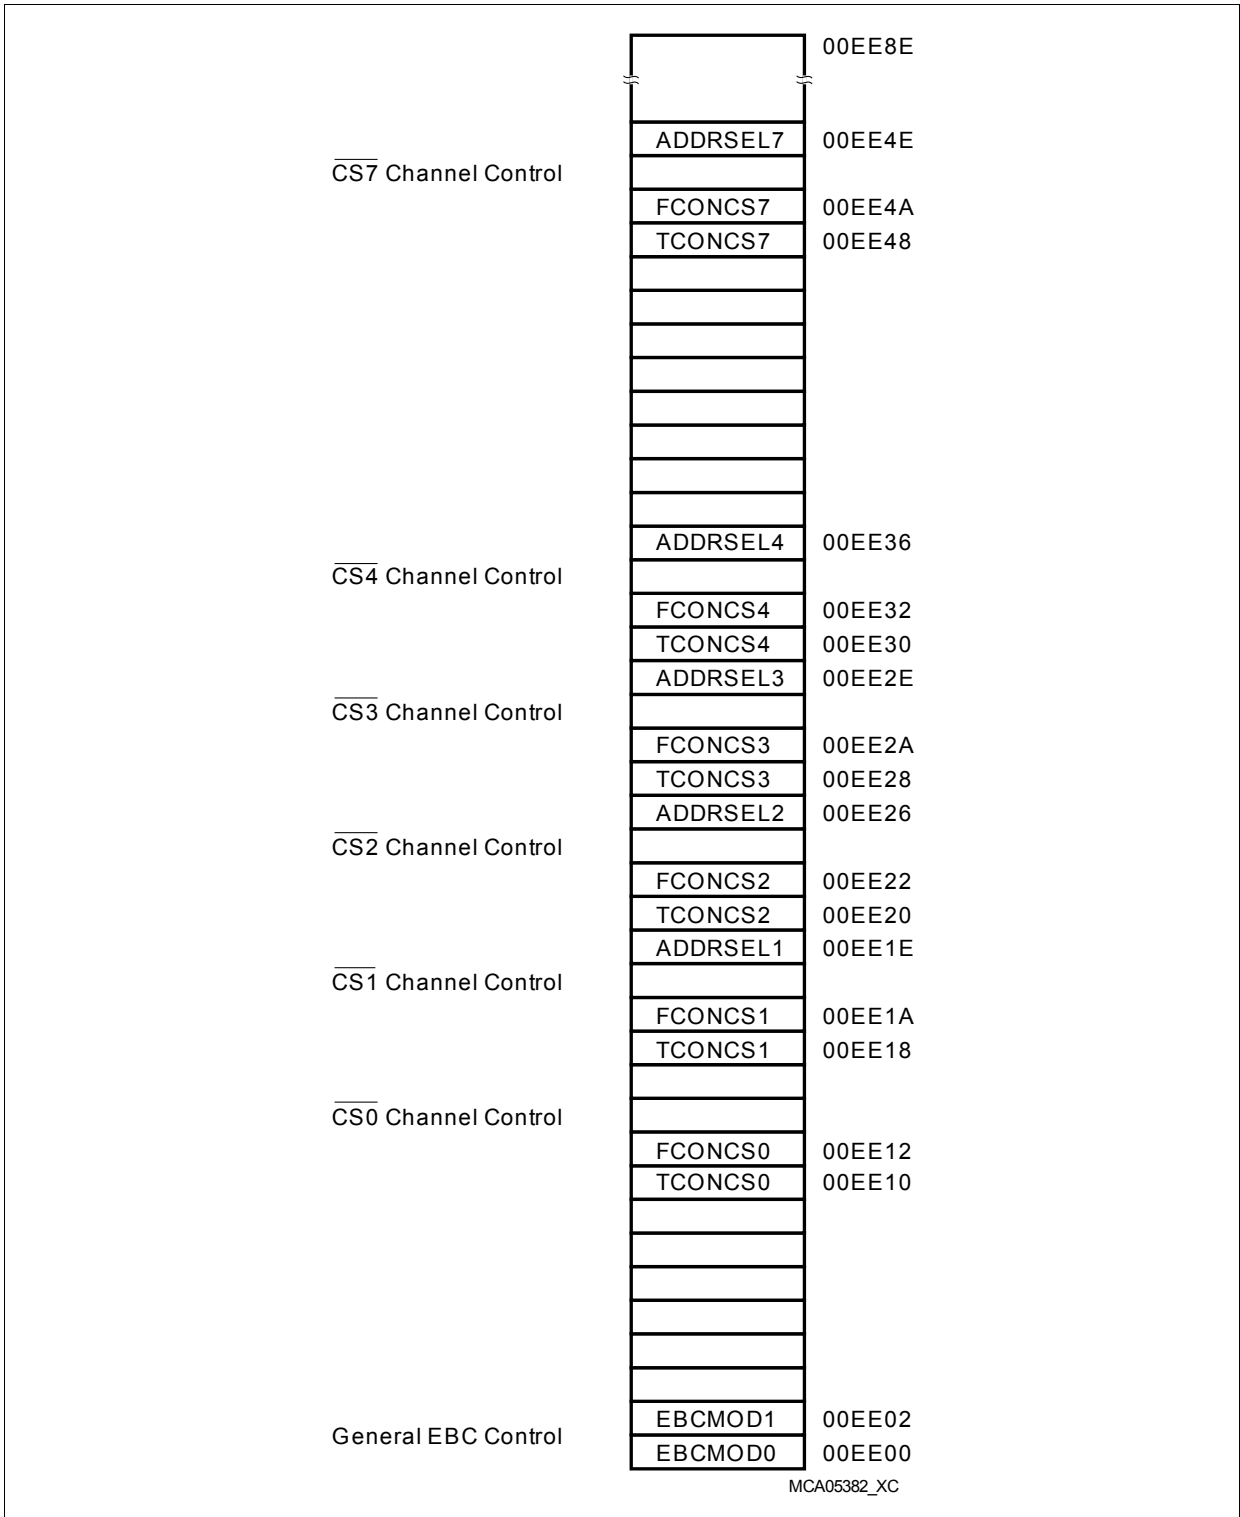 00EE8E
ADDRSEL7 00EE4E
CS7 Channel Control
FCONCS7 00EE4A
TCONCS7 00EE48
ADDRSEL4 00EE36
CS4 Channel Control
FCONCS4 00EE32
TCONCS4 00EE30
ADDRSEL3 00EE2E
CS3 Channel Control
FCONCS3 00EE2A
TCONCS3 00EE28
ADDRSEL2 00EE26
CS2 Channel Control
FCONCS2 00EE22
TCONCS2 00EE20
ADDRSEL1 00EE1E
CS1 Channel Control
FCONCS1 00EE1A
TCONCS1 00EE18
CS0 Channel Control
FCONCS0 00EE12
TCONCS0 00EE10
EBCMOD1 00EE02
General EBC Control
EBCMOD0 00EE00
MCA05382_XC